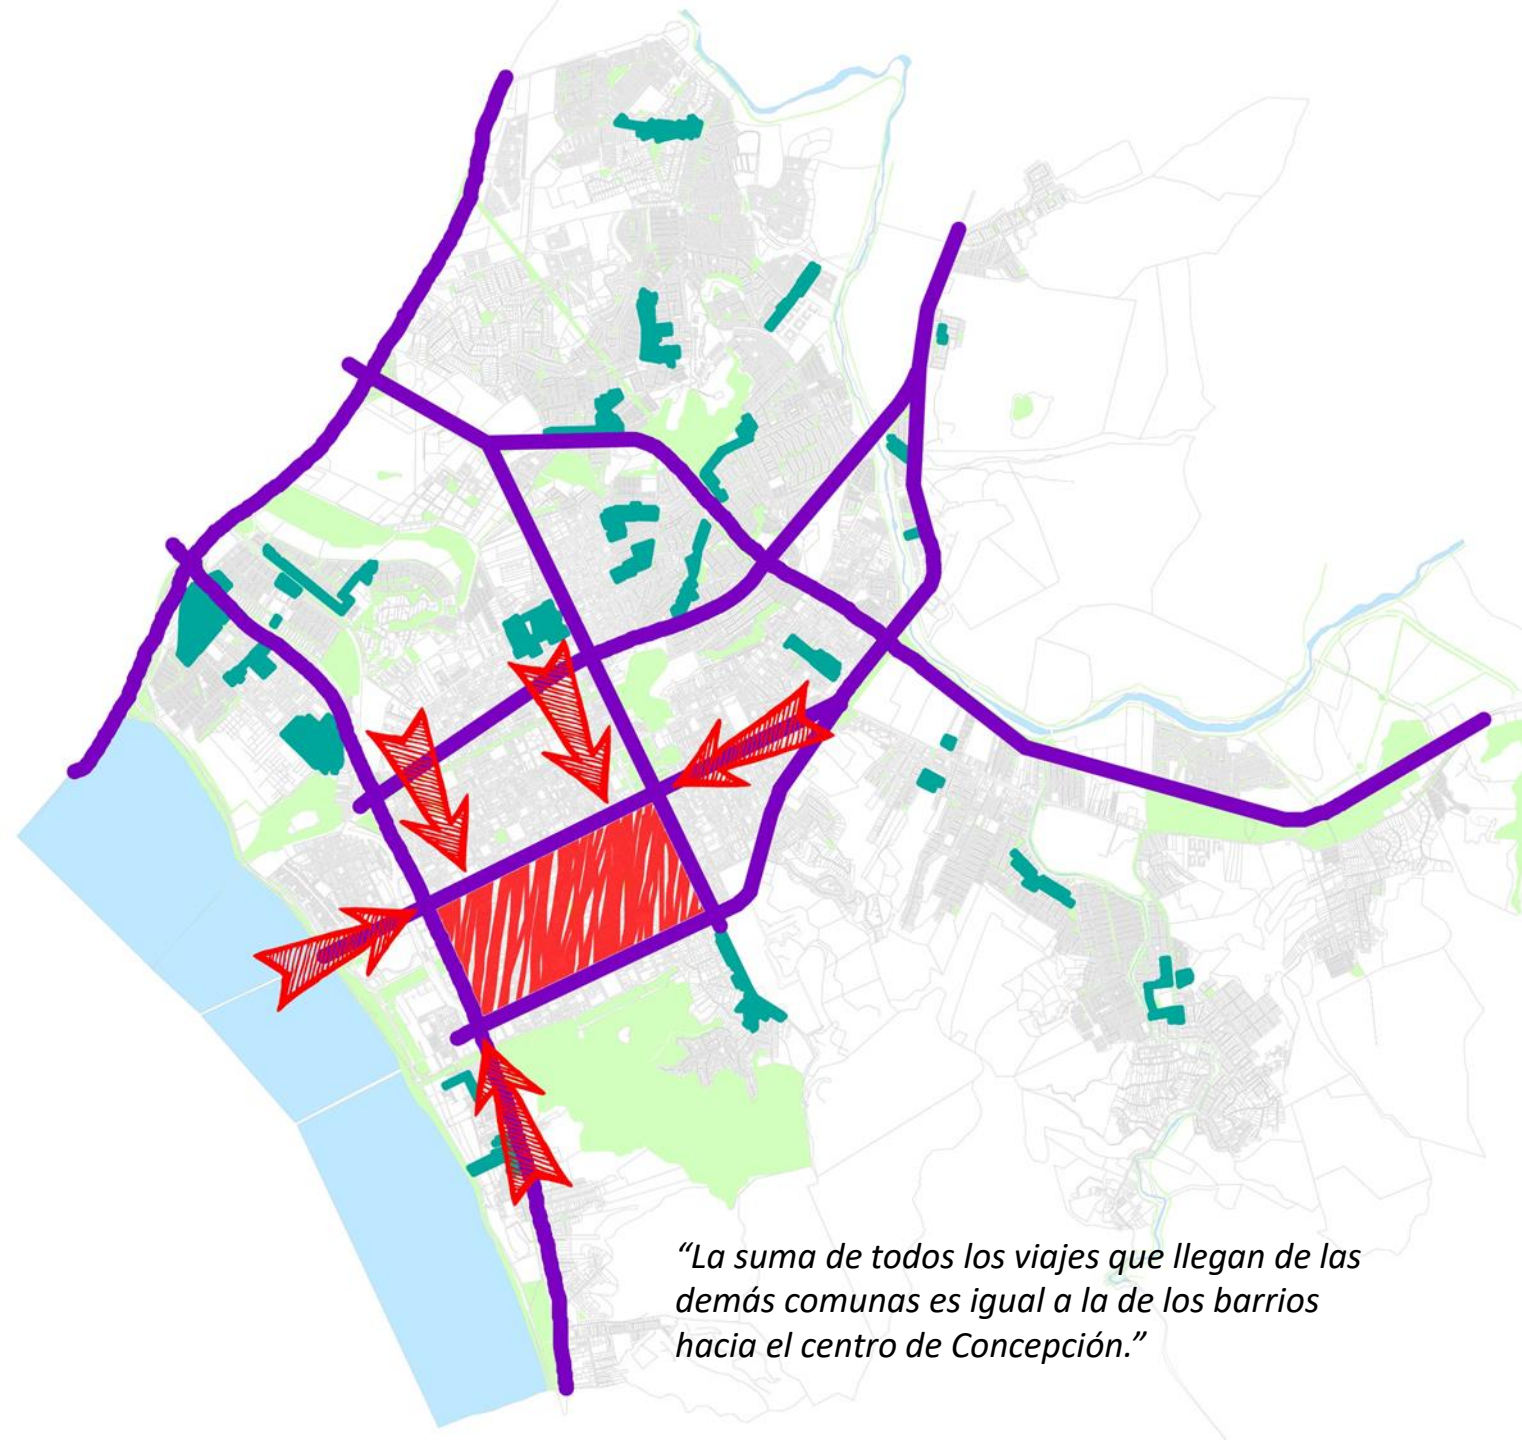 “La suma de todos los viajes que llegan de las
demás comunas es igual a la de los barrios
hacia el centro de Concepción.”